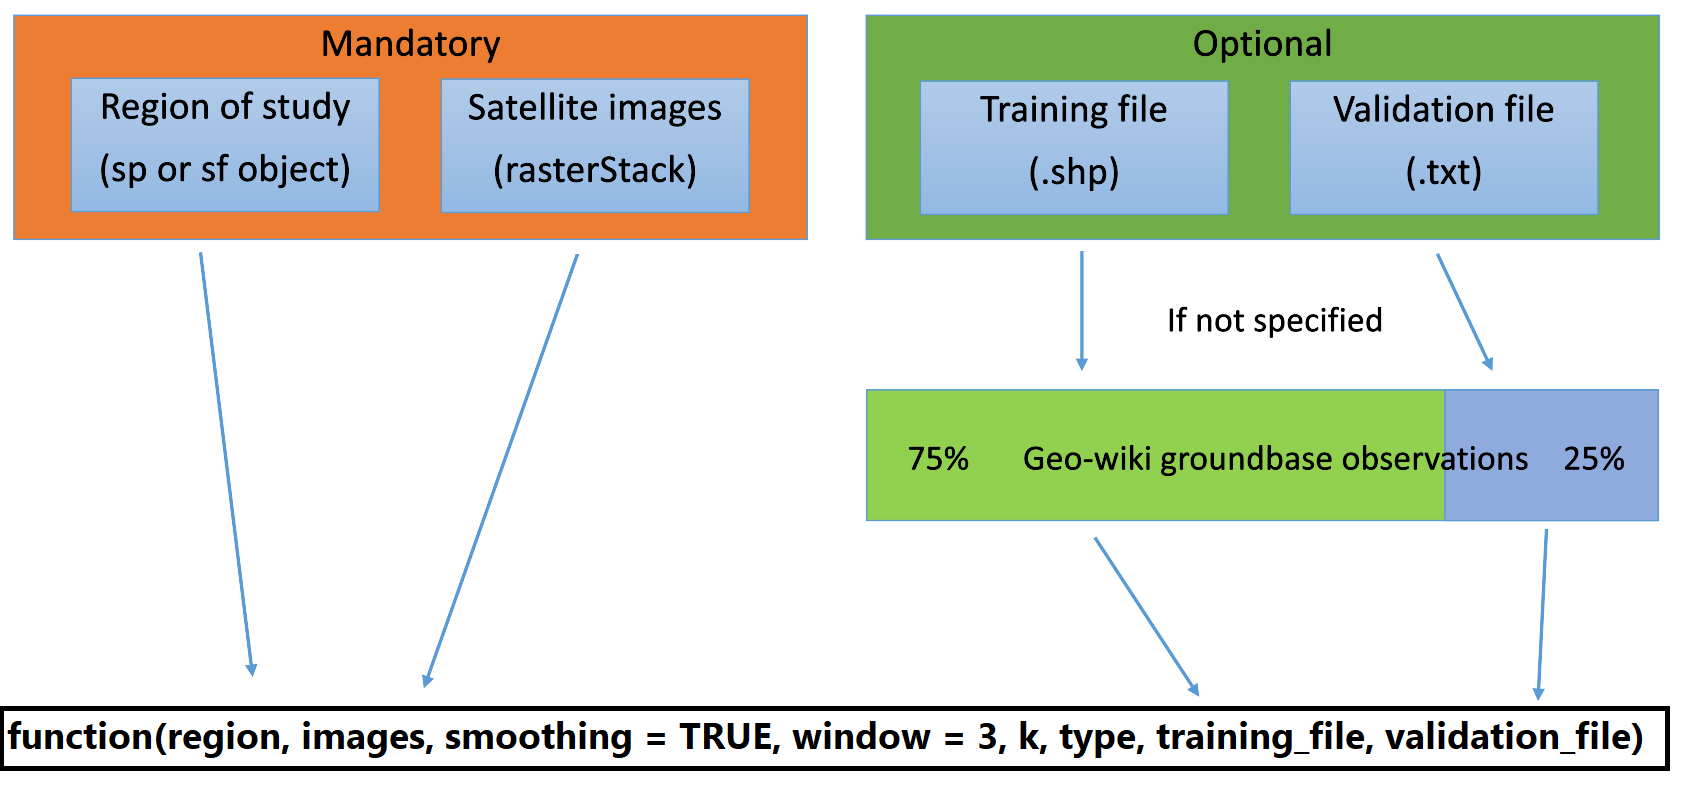 Mandatory
Region of study
(sp or sf object)
Satellite images
(rasterStack)
Optional
Training file
(.shp)
Validation file
(.txt)
If not specified
75%
Geo-wiki groundbase observations
25%
function(region, images, smoothing = TRUE, window = 3, k, type, training_file, validation_file)